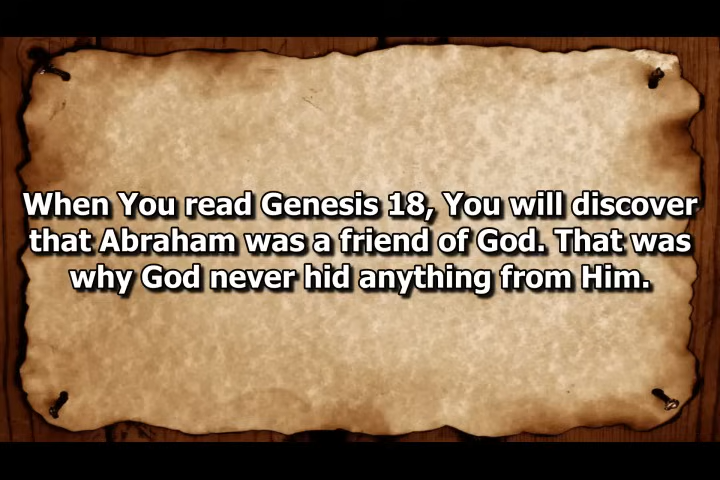 When You read Genesis 18, You will discover
that Abraham was a friend of God. That was
why God never hid anything from Him.